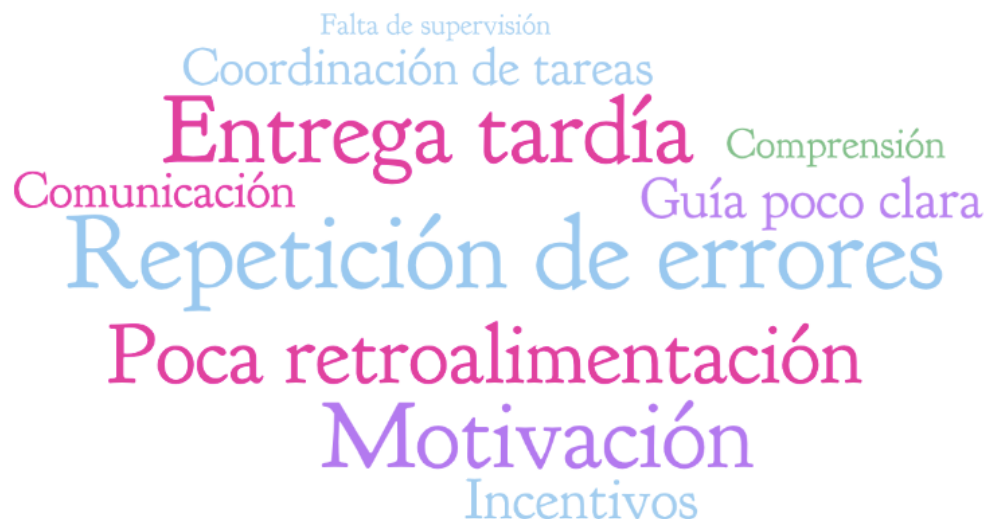 Falta de supervisión
Coordinación de tareas
Entrega tardía
Comprensión
Comunicación
Guía poco clara
Repetición de errores
Poca retroalimentación
Motivación
Incentivos